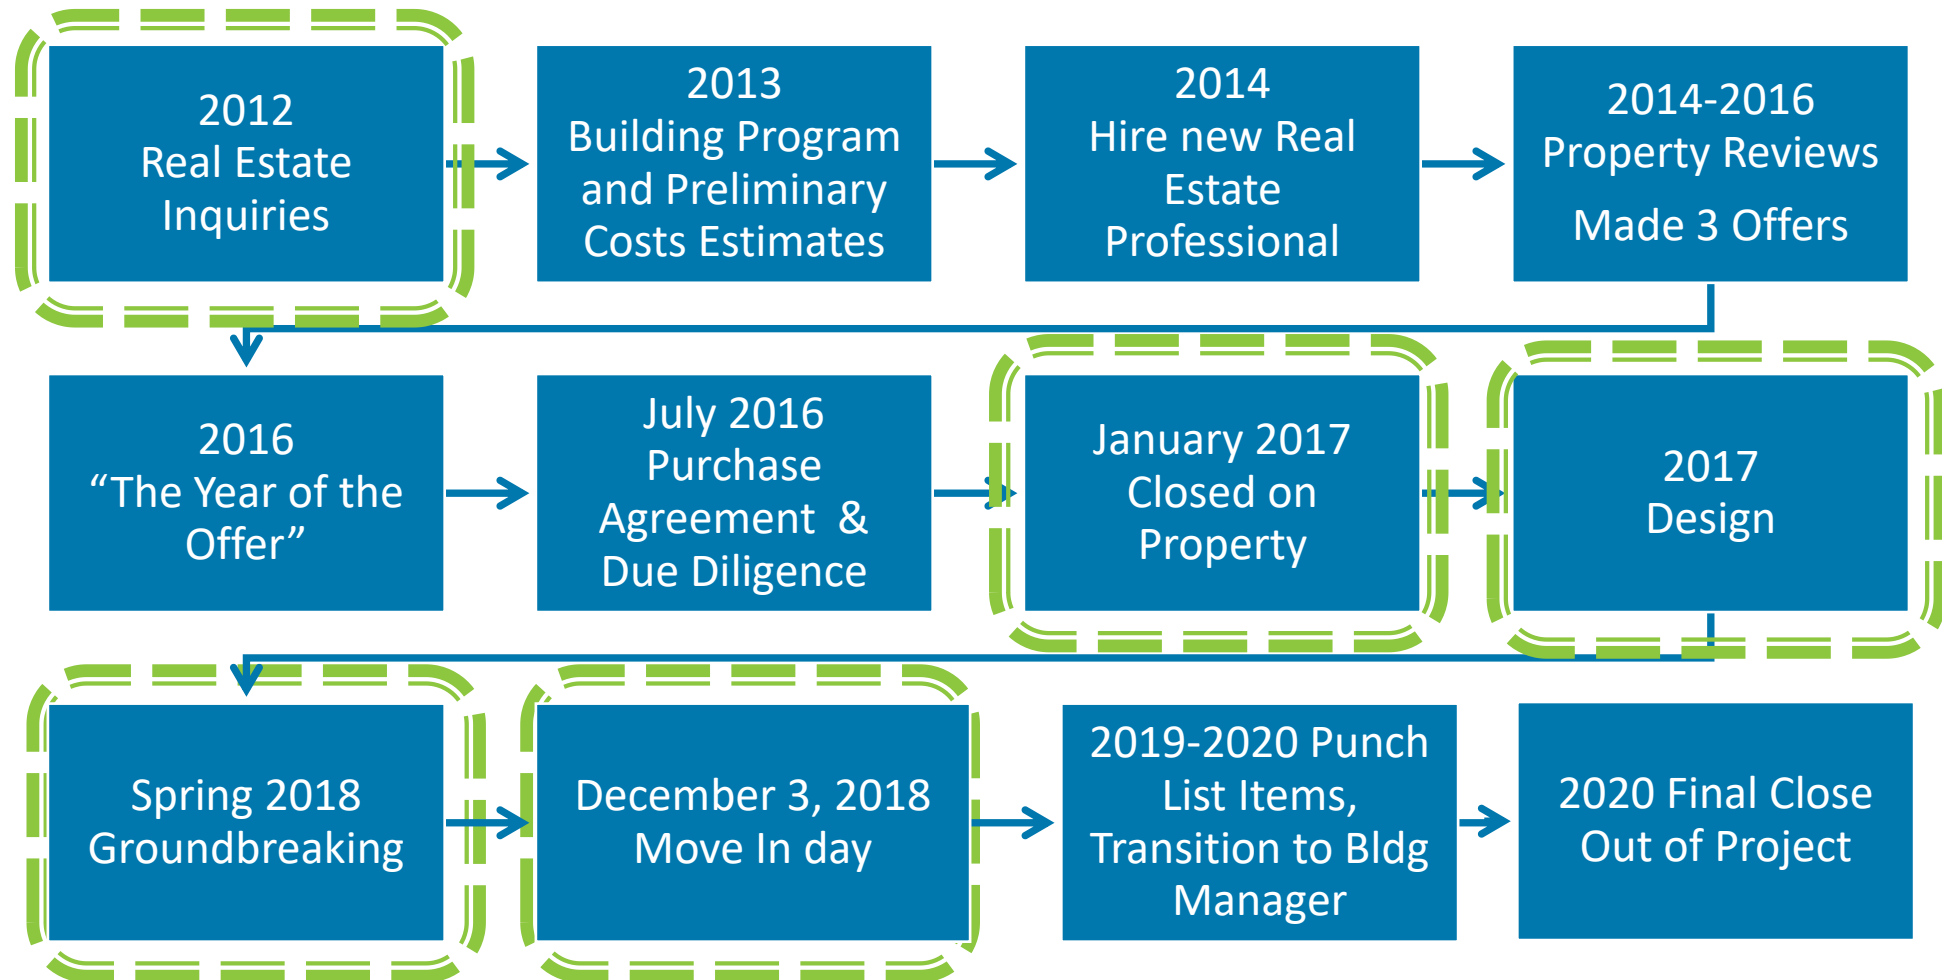 2012
Real Estate
Inquiries
2013
Building Program
and Preliminary
Costs Estimates
2014
Hire new Real
Estate
Professional
2014-2016
Property Reviews
Made 3 Offers
2016
“The Year of the
Offer”
July 2016
Purchase
Agreement  &
Due Diligence
January 2017
Closed on
Property
2017
Design
Spring 2018
Groundbreaking
December 3, 2018
Move In day
2019-2020 Punch
List Items,
Transition to Bldg
Manager
2020 Final Close
Out of Project